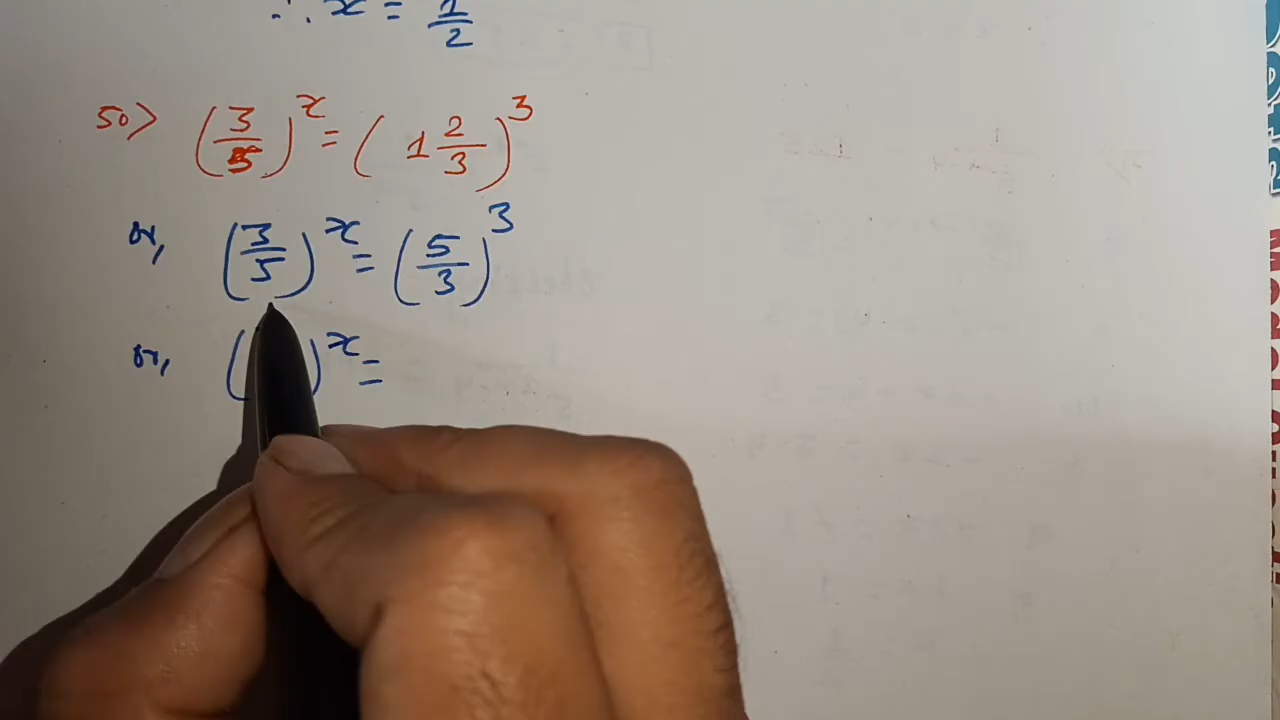 ∴ x = 1/2
50> (3/5)^x = (1 2/3)^3
or, (3/5)^x = (5/3)^3
or, ( )^x =